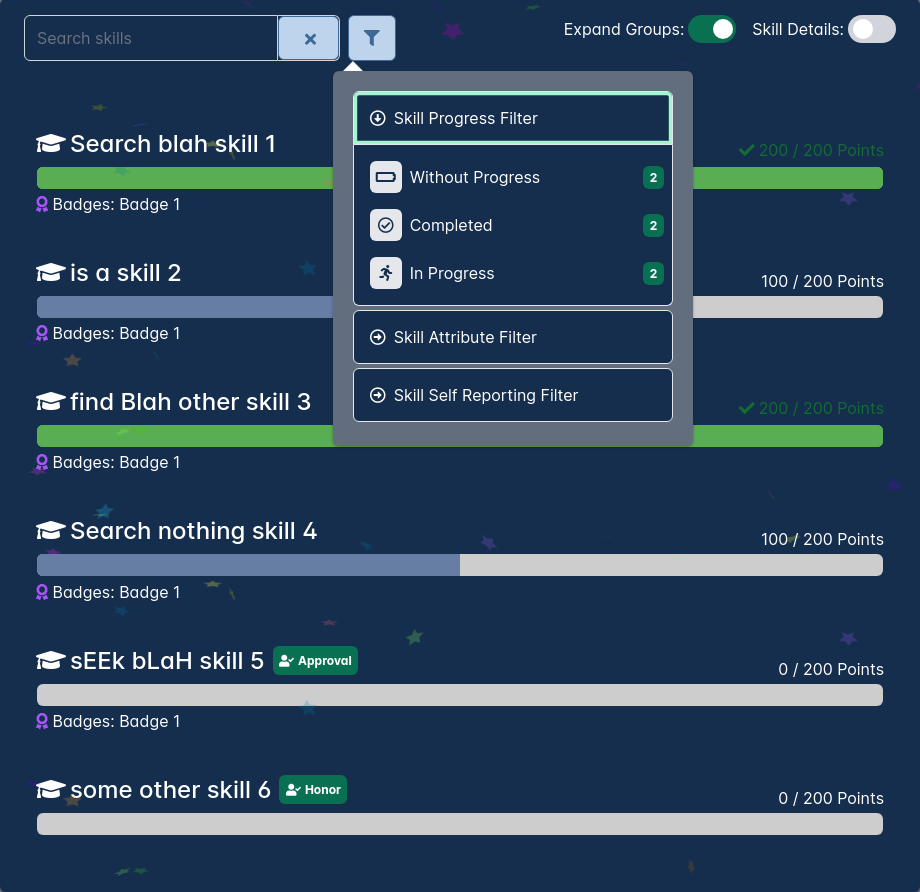 Search skills
Expand Groups:
Skill Details:
Skill Progress Filter
Without Progress 2
Completed 2
In Progress 2
Skill Attribute Filter
Skill Self Reporting Filter
Search blah skill 1
200 / 200 Points
Badges: Badge 1
is a skill 2
100 / 200 Points
Badges: Badge 1
find Blah other skill 3
200 / 200 Points
Badges: Badge 1
Search nothing skill 4
100 / 200 Points
Badges: Badge 1
sEEk bLaH skill 5 Approval
0 / 200 Points
Badges: Badge 1
some other skill 6 Honor
0 / 200 Points